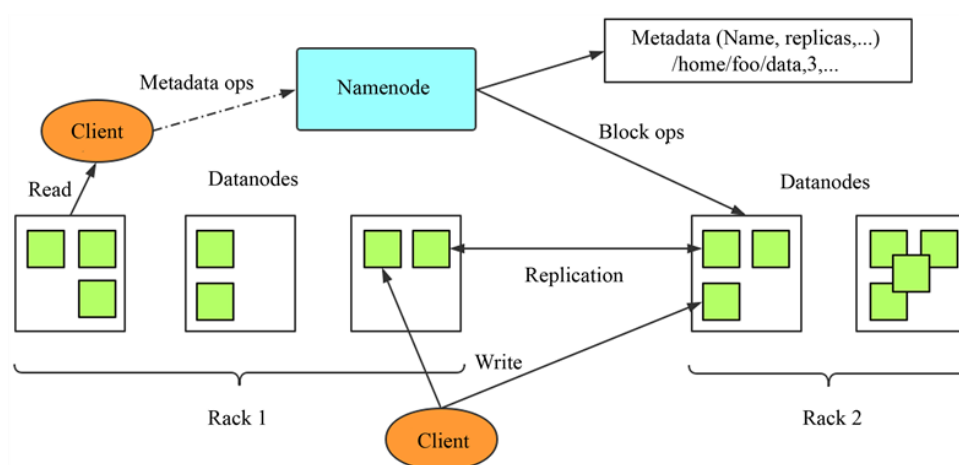 Metadata (Name, replicas,...)
/home/foo/data,3,...
Metadata ops
Namenode
Client
Block ops
Read
Datanodes
Datanodes
Replication
Write
Rack 1
Client
Rack 2